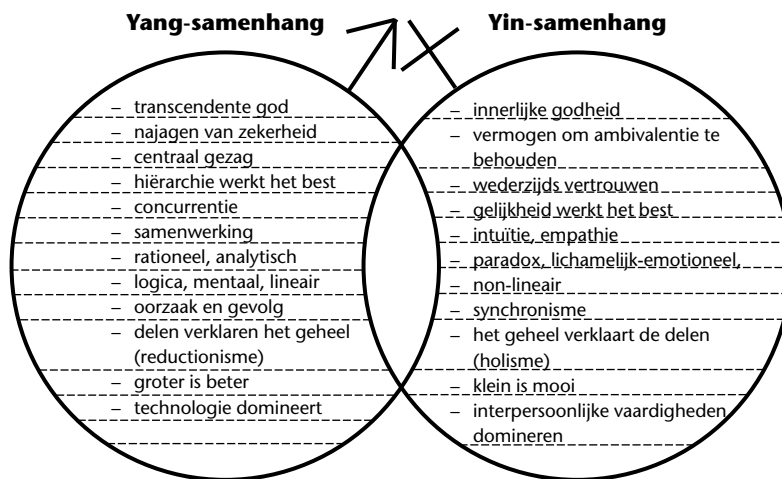 Yang-samenhang
– transcendente god
– najagen van zekerheid
– centraal gezag
– hiërarchie werkt het best
– concurrentie
– samenwerking
– rationeel, analytisch
– logica, mentaal, lineair
– oorzaak en gevolg
– delen verklaren het geheel
(reductionisme)
– groter is beter
– technologie domineert
Yin-samenhang
– innerlijke godheid
– vermogen om ambivalentie te
behouden
– wederzijds vertrouwen
– gelijkheid werkt het best
– intuïtie, empathie
– paradox, lichamelijk-emotioneel,
– non-lineair
– synchronisme
– het geheel verklaart de delen
(holisme)
– klein is mooi
– interpersoonlijke vaardigheden
domineren